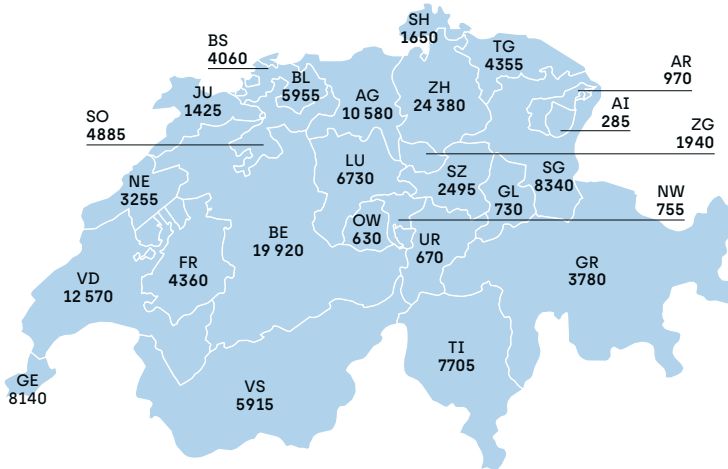 SH
1650
BS
4060
TG
4355
BL
5955
AR
970
JU
1425
AG
10 580
ZH
24 380
AI
285
SO
4885
ZG
1940
LU
6730
SZ
2495
SG
8340
NE
3255
GL
730
NW
755
BE
19 920
OW
630
UR
670
FR
4360
GR
3780
VD
12 570
TI
7705
GE
8140
VS
5915